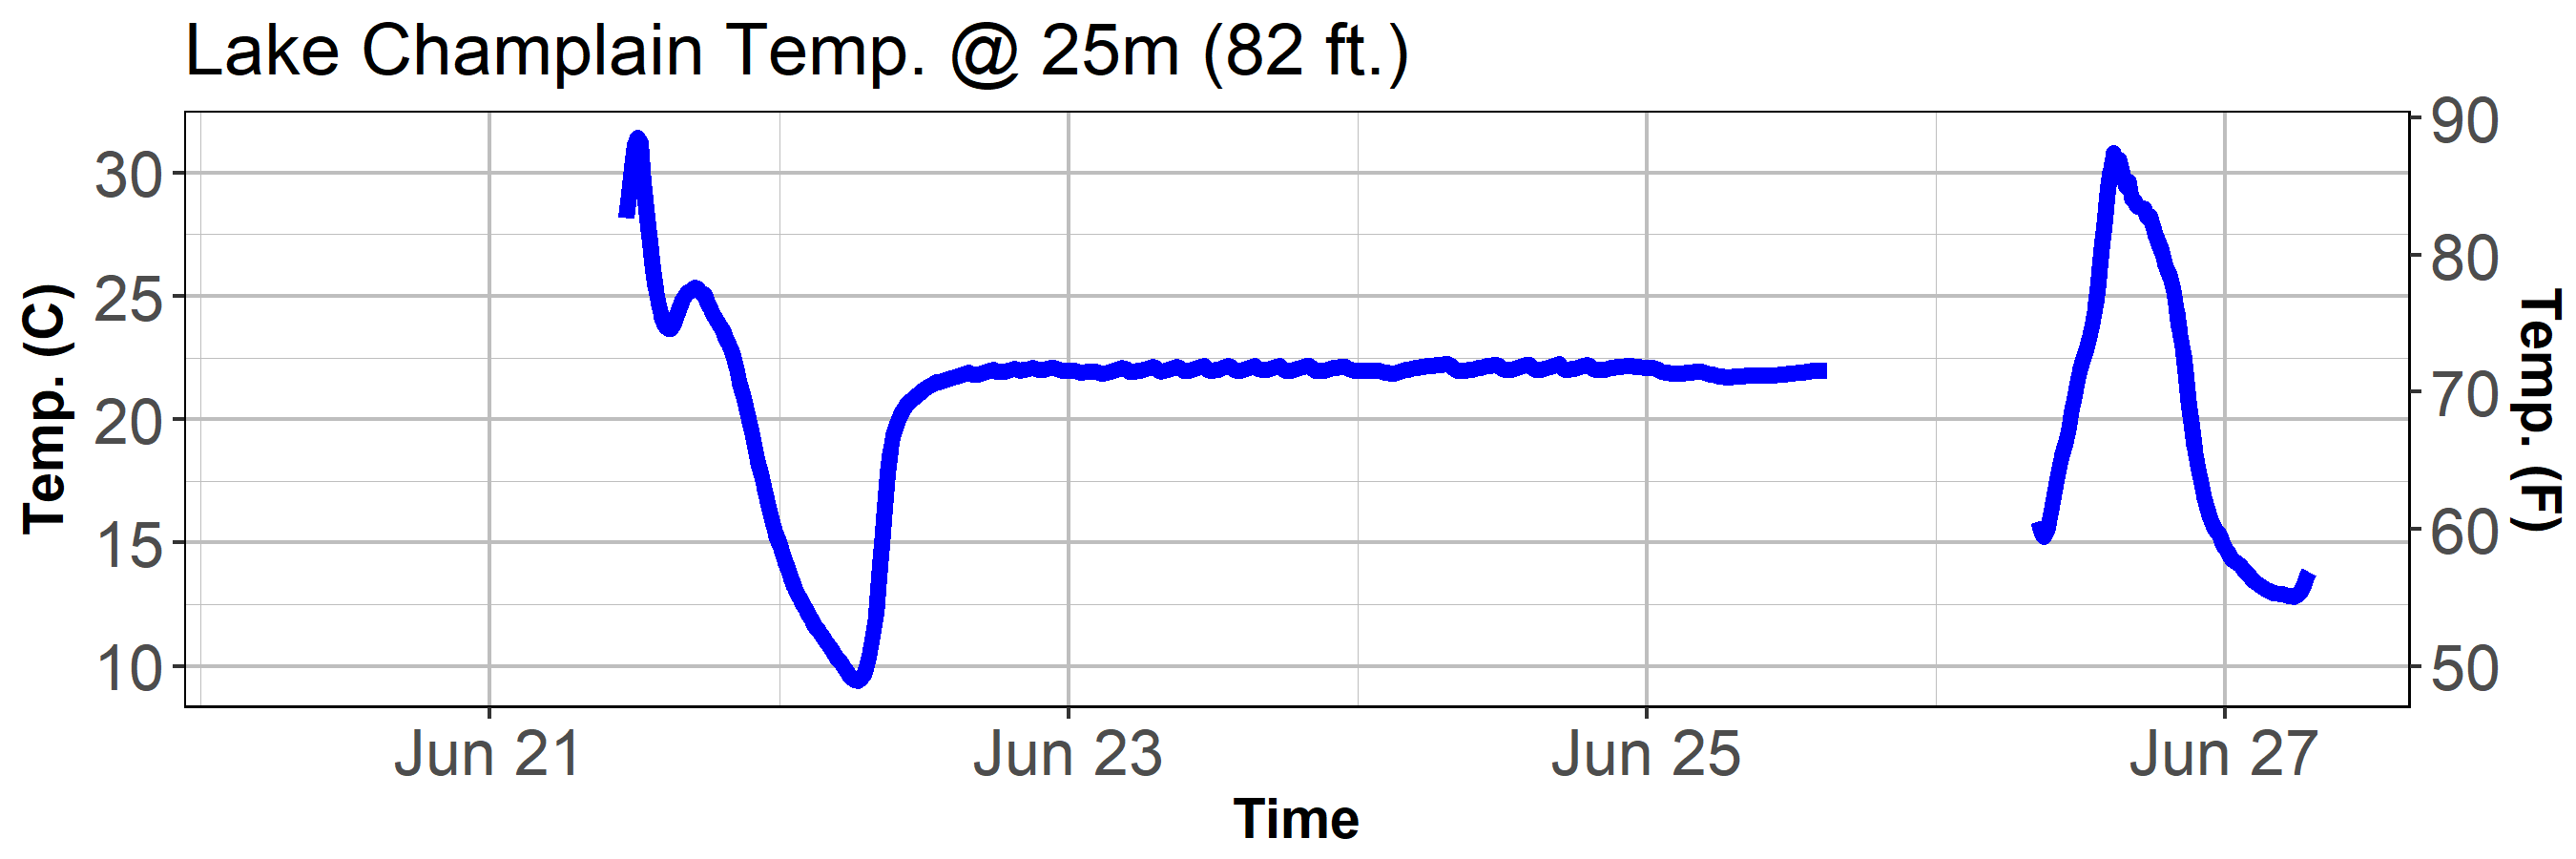 Lake Champlain Temp. @ 25m (82 ft.)
Temp. (C)
30
25
20
15
10
90
80
70
60
50
Temp. (F)
Jun 21
Jun 23
Jun 25
Jun 27
Time